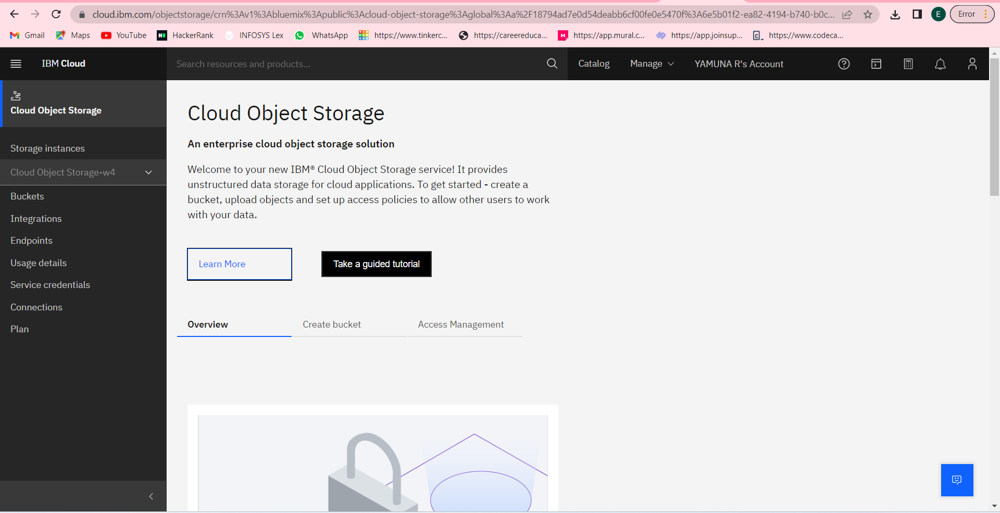 cloud.ibm.com/objectstorage/crn%3Av1%3Abluemix%3Apublic%3Acloud-object-storage%3Aglobal%3Aa%2F18794ad7e0d54deabb6cf00fe0e5470f%3A6e5b01f2-ea82-4194-b740-b0c...
E
Error
Gmail
Maps
YouTube
HackerRank
INFOSYS Lex
WhatsApp
https://www.tinkerc...
https://careereduca...
https://app.mural.c...
https://app.joinsup...
https://www.codeca...
IBM Cloud
Search resources and products...
Catalog
Manage
YAMUNA R's Account
Cloud Object Storage
Storage instances
Cloud Object Storage-w4
Buckets
Integrations
Endpoints
Usage details
Service credentials
Connections
Plan
Cloud Object Storage
An enterprise cloud object storage solution
Welcome to your new IBM® Cloud Object Storage service! It provides
unstructured data storage for cloud applications. To get started - create a
bucket, upload objects and set up access policies to allow other users to work
with your data.
Learn More
Take a guided tutorial
Overview
Create bucket
Access Management